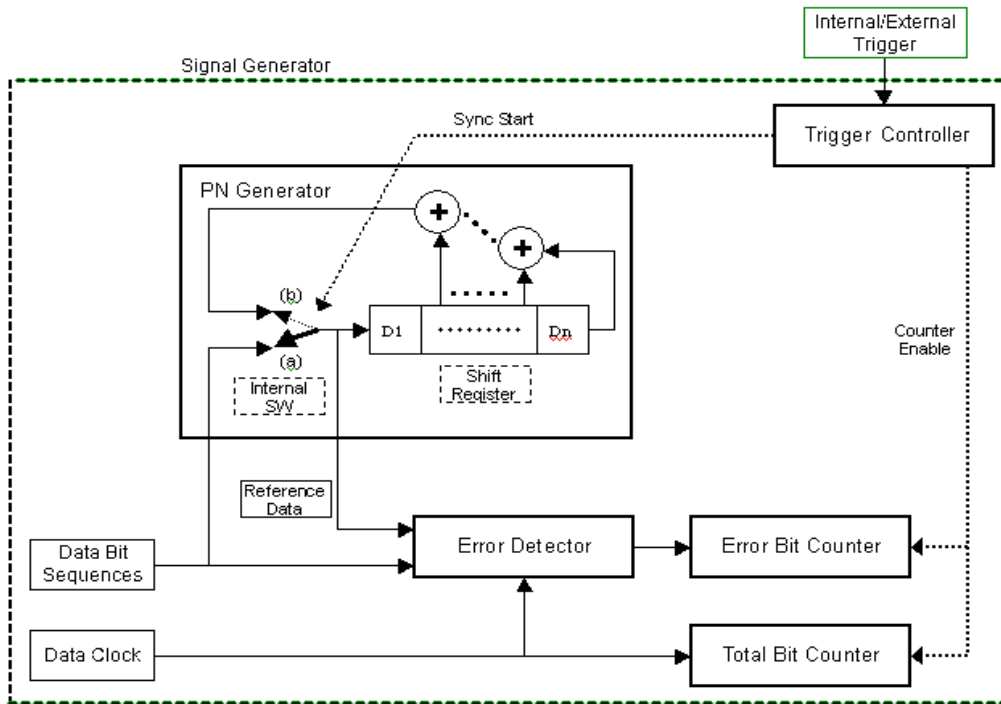 Internal/External
Trigger
Signal Generator
Sync Start
Trigger Controller
PN Generator
+
+
(b)
D1
Dn
(a)
Internal
SW
Shift
Register
Counter
Enable
Reference
Data
Data Bit
Sequences
Error Detector
Error Bit Counter
Data Clock
Total Bit Counter